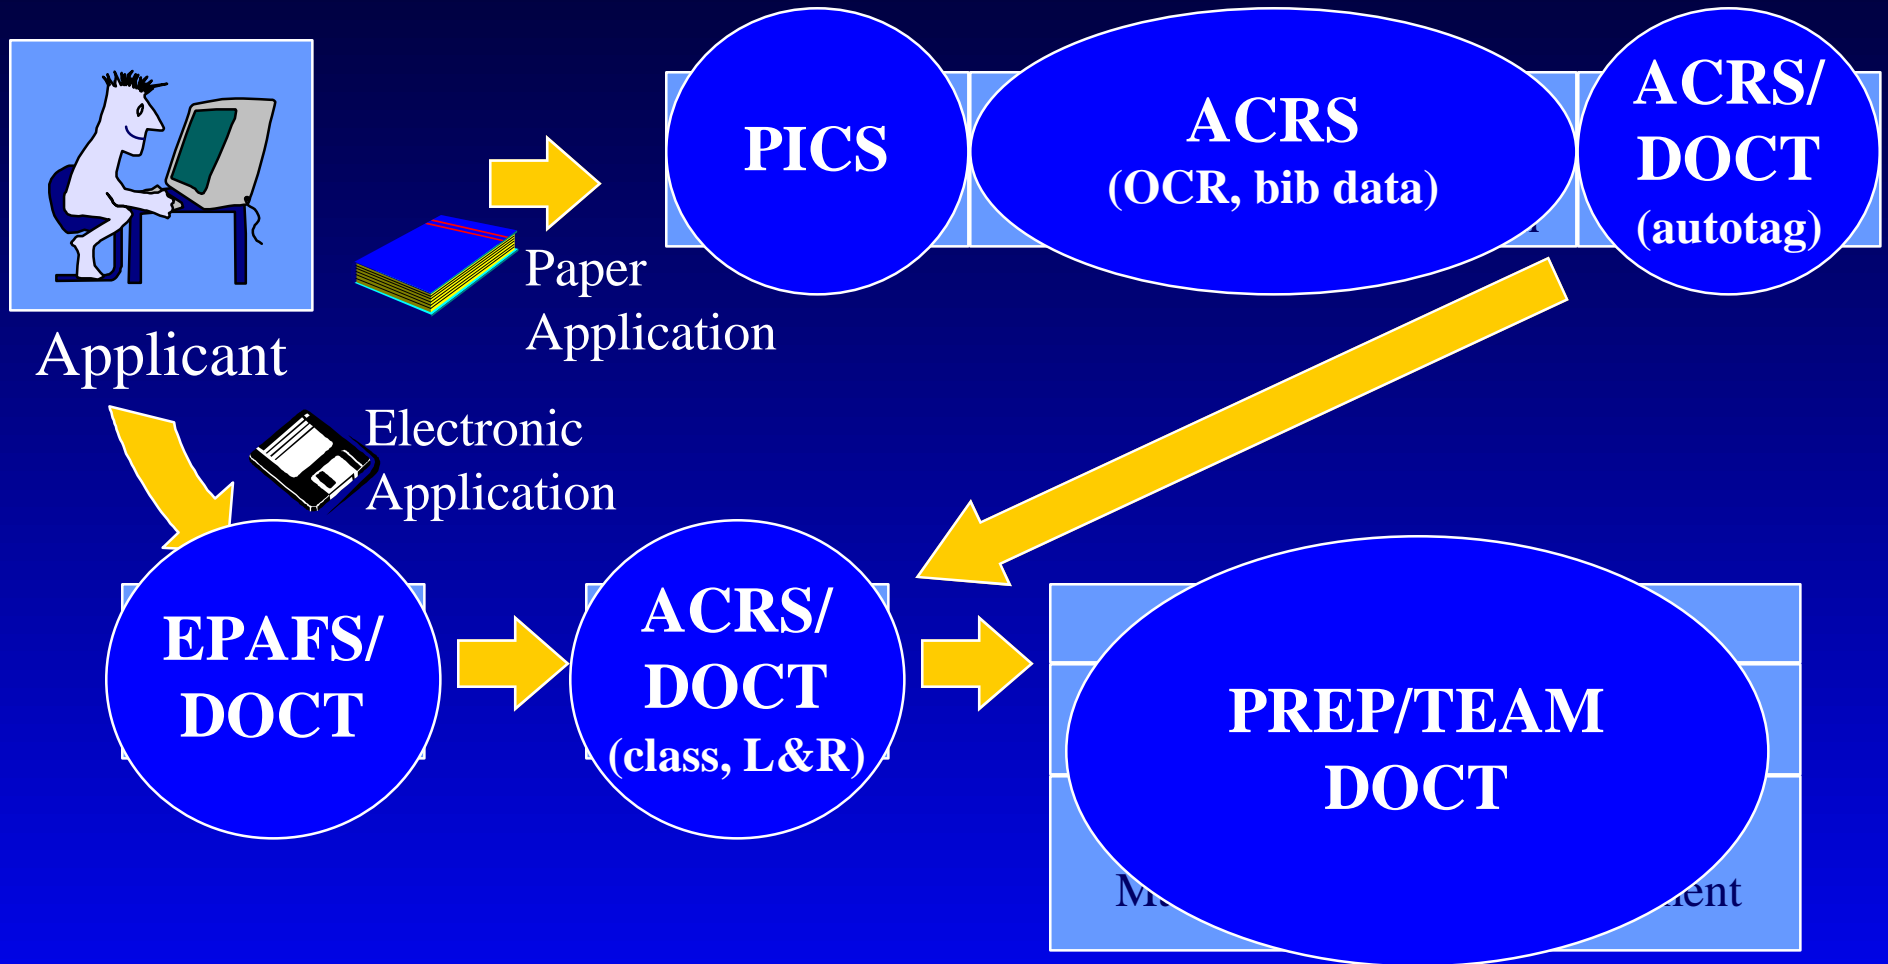 PICS
ACRS
(OCR, bib data)
ACRS/
DOCT
(autotag)
Applicant
Paper
Application
Electronic
Application
EPAFS/
DOCT
ACRS/
DOCT
(class, L&R)
PREP/TEAM
DOCT